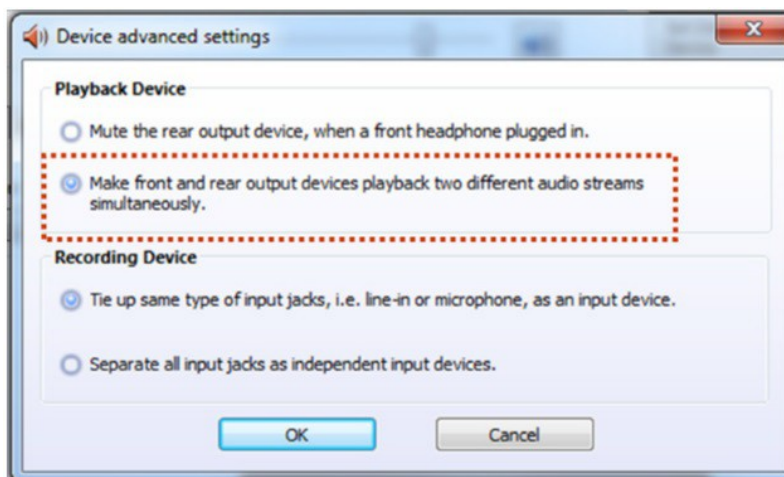 Device advanced settings
Playback Device
Mute the rear output device, when a front headphone plugged in.
Make front and rear output devices playback two different audio streams
simultaneously.
Recording Device
Tie up same type of input jacks, i.e. line-in or microphone, as an input device.
Separate all input jacks as independent input devices.
OK
Cancel